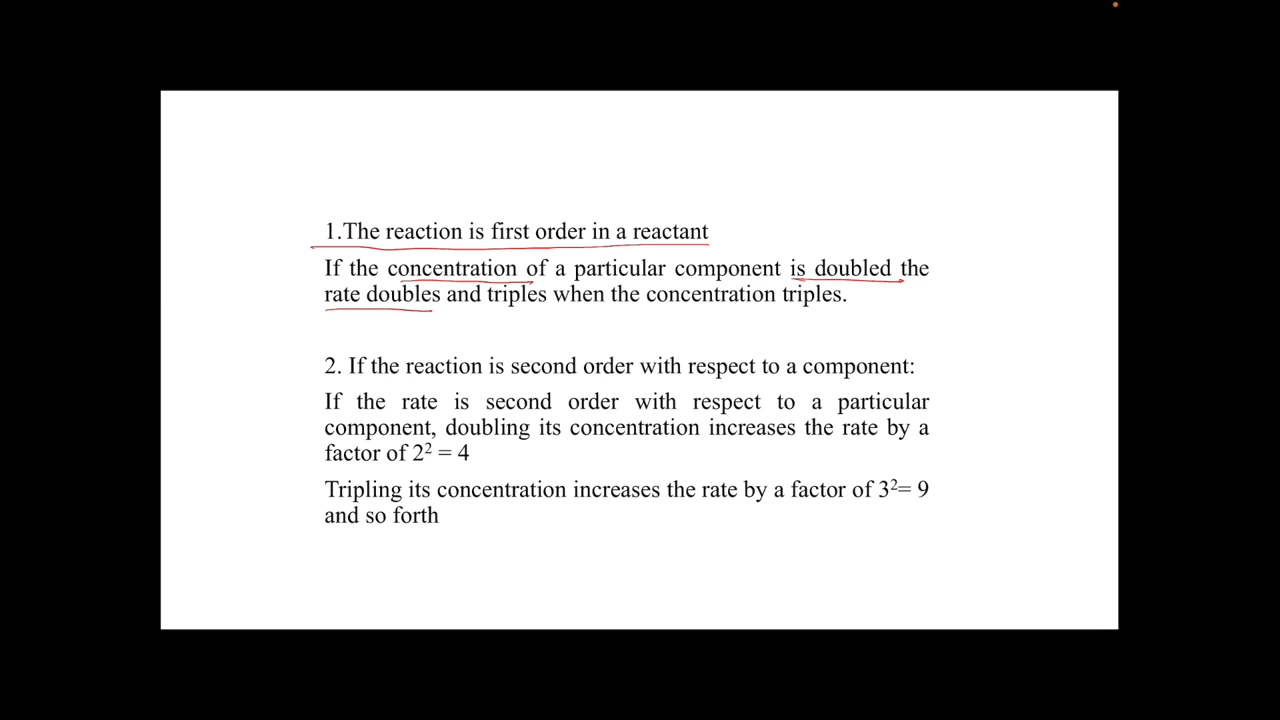 1.The reaction is first order in a reactant
If the concentration of a particular component is doubled the
rate doubles and triples when the concentration triples.
2. If the reaction is second order with respect to a component:
If the rate is second order with respect to a particular
component, doubling its concentration increases the rate by a
factor of 2² = 4
Tripling its concentration increases the rate by a factor of 3²= 9
and so forth